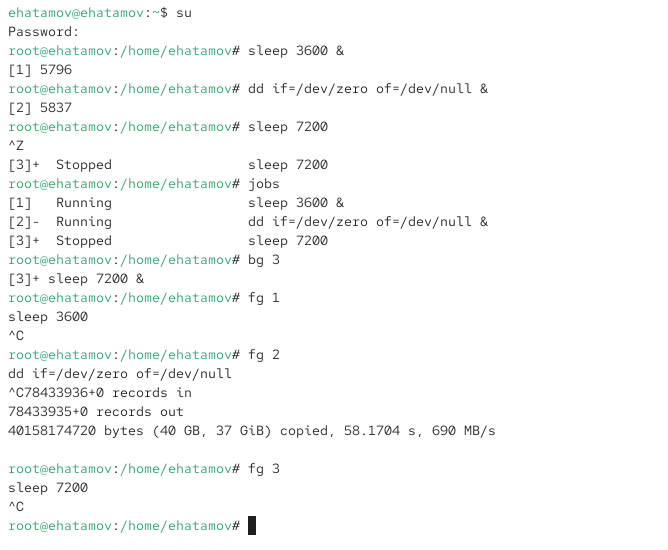 ehatamov@ehatamov:~$ su
Password:
root@ehatamov:/home/ehatamov# sleep 3600 &
[1] 5796
root@ehatamov:/home/ehatamov# dd if=/dev/zero of=/dev/null &
[2] 5837
root@ehatamov:/home/ehatamov# sleep 7200
^Z
[3]+  Stopped                 sleep 7200
root@ehatamov:/home/ehatamov# jobs
[1]   Running                 sleep 3600 &
[2]-  Running                 dd if=/dev/zero of=/dev/null &
[3]+  Stopped                 sleep 7200
root@ehatamov:/home/ehatamov# bg 3
[3]+ sleep 7200 &
root@ehatamov:/home/ehatamov# fg 1
sleep 3600
^C
root@ehatamov:/home/ehatamov# fg 2
dd if=/dev/zero of=/dev/null
^C78433936+0 records in
78433935+0 records out
40158174720 bytes (40 GB, 37 GiB) copied, 58.1704 s, 690 MB/s

root@ehatamov:/home/ehatamov# fg 3
sleep 7200
^C
root@ehatamov:/home/ehatamov#